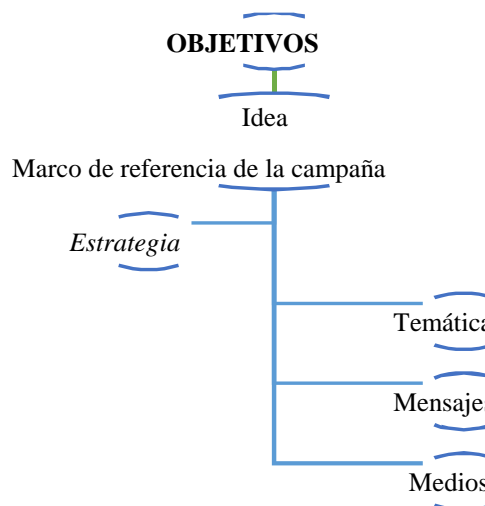 OBJETIVOS
Idea
Marco de referencia de la campaña
Estrategia
Temática
Mensaje
Medios